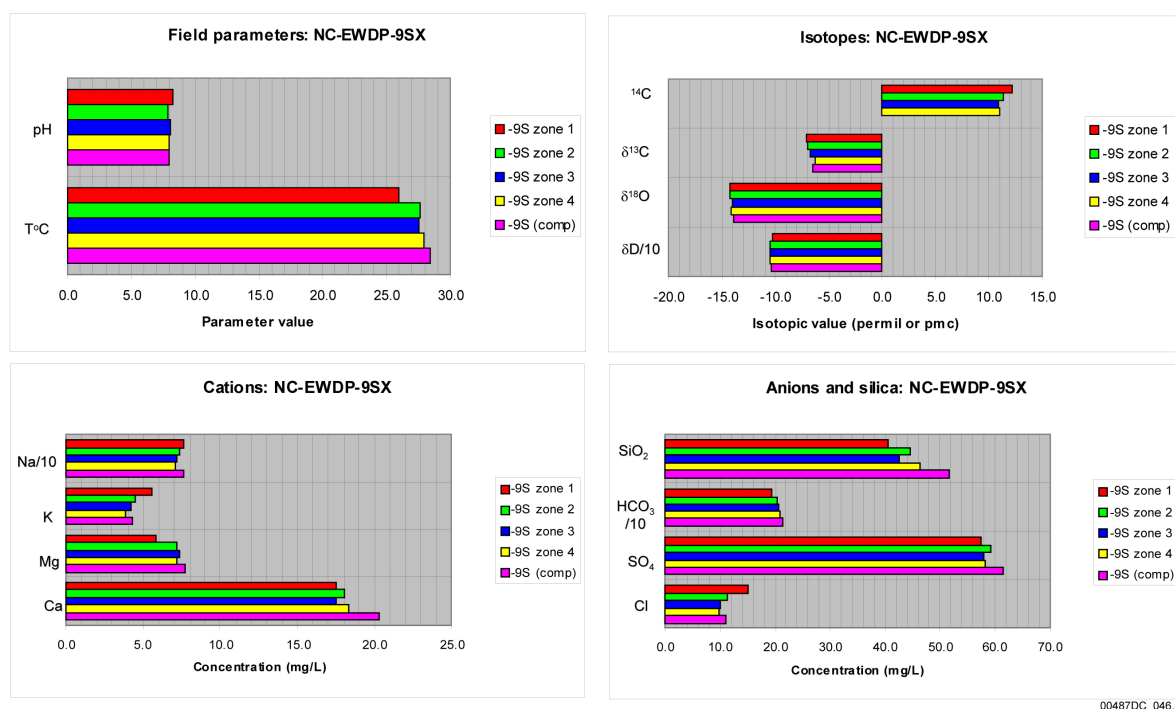 Field parameters: NC-EWDP-9SX
pH
T°C
0.0 5.0 10.0 15.0 20.0 25.0 30.0
Parameter value
-9S zone 1
-9S zone 2
-9S zone 3
-9S zone 4
-9S (comp)
Isotopes: NC-EWDP-9SX
¹⁴C
δ¹³C
δ¹⁸O
δD/10
-20.0 -15.0 -10.0 -5.0 0.0 5.0 10.0 15.0
Isotopic value (permil or pmc)
-9S zone 1
-9S zone 2
-9S zone 3
-9S zone 4
-9S (comp)
Cations: NC-EWDP-9SX
Na/10
K
Mg
Ca
0.0 5.0 10.0 15.0 20.0 25.0
Concentration (mg/L)
-9S zone 1
-9S zone 2
-9S zone 3
-9S zone 4
-9S (comp)
Anions and silica: NC-EWDP-9SX
SiO₂
HCO₃
/10
SO₄
Cl
0.0 10.0 20.0 30.0 40.0 50.0 60.0 70.0
Concentration (mg/L)
-9S zone 1
-9S zone 2
-9S zone 3
-9S zone 4
-9S (comp)
00487DC_046